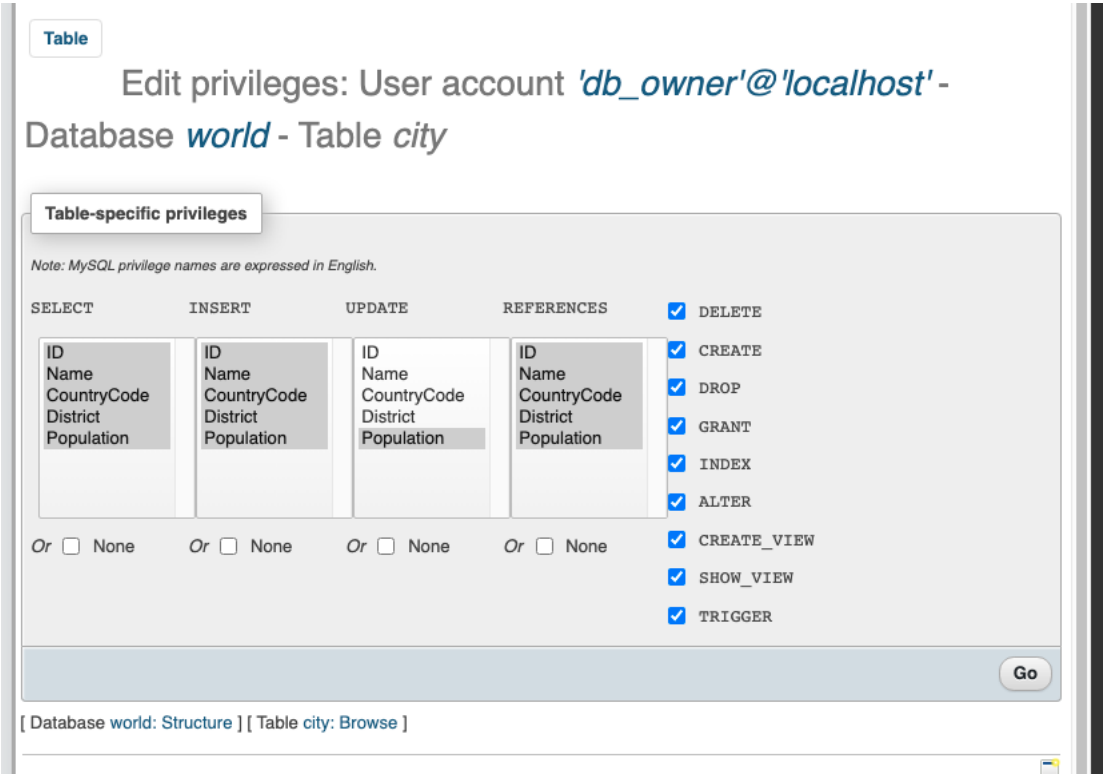 Table
Edit privileges: User account 'db_owner'@'localhost' -
Database world - Table city
Table-specific privileges
Note: MySQL privilege names are expressed in English.
SELECT INSERT UPDATE REFERENCES
ID ID ID ID
Name Name Name Name
CountryCode CountryCode CountryCode CountryCode
District District District District
Population Population Population Population
Or None Or None Or None Or None
DELETE
CREATE
DROP
GRANT
INDEX
ALTER
CREATE_VIEW
SHOW_VIEW
TRIGGER
Go
[ Database world: Structure ] [ Table city: Browse ]